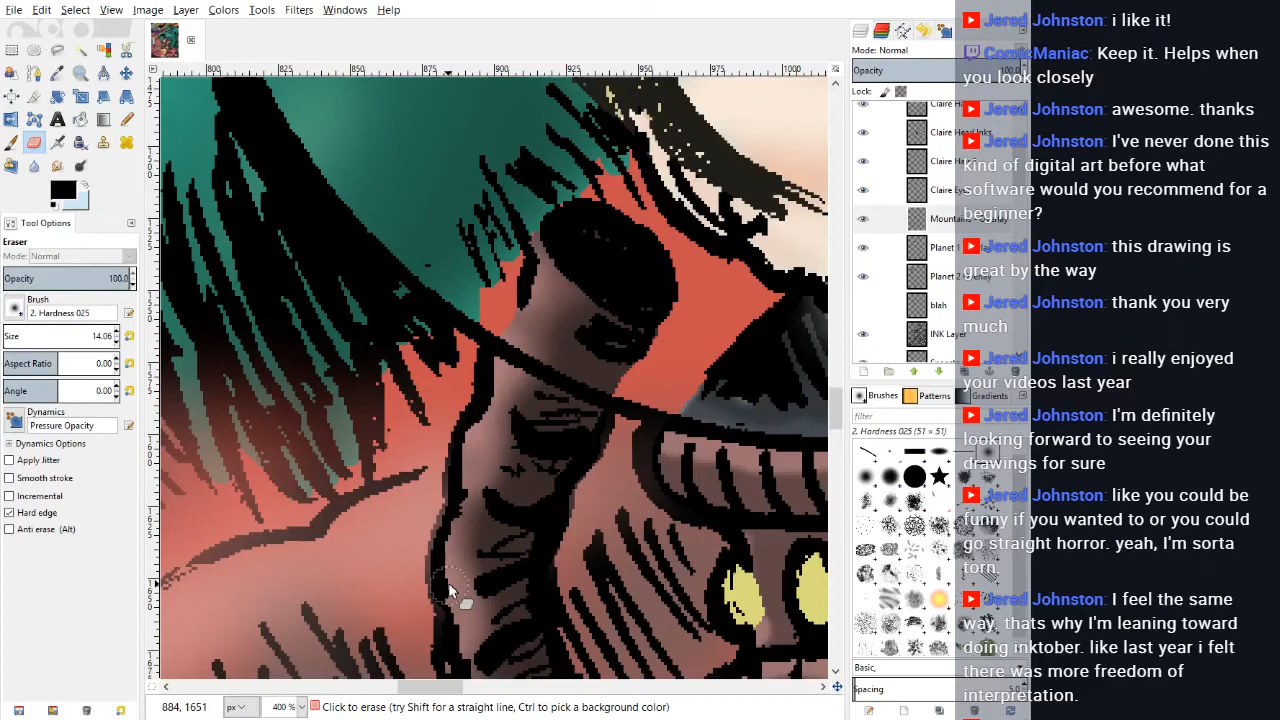 File Edit Select View Image Layer Colors Tools Filters Windows Help
Tool Options
Eraser
Mode: Normal
Opacity 100.0
Brush
2. Hardness 025
Size 14.06
Aspect Ratio 0.00
Angle 0.00
Dynamics
Pressure Opacity
Dynamics Options
Apply Jitter
Smooth stroke
Incremental
Hard edge
Anti erase (Alt)
800 825 850 875 900 925 950 975 1000
884, 1651 px 400 % Click to erase (try Shift for a straight line, Ctrl to pick a background color)
Mode: Normal
Opacity 100.0
Lock:
Claire Ha
Claire Head Inks
Claire Ha
Claire Ey
Mountain
Planet 1
Planet 2
blah
INK Layer
Brushes Patterns Gradients
filter
2. Hardness 025 (51 × 51)
Basic,
Spacing 5.0
Jered Johnston: i like it!
ComicManiac: Keep it. Helps when
you look closely
Jered Johnston: awesome. thanks
Jered Johnston: I've never done this
kind of digital art before what
software would you recommend for a
beginner?
Jered Johnston: this drawing is
great by the way
Jered Johnston: thank you very
much
Jered Johnston: i really enjoyed
your videos last year
Jered Johnston: I'm definitely
looking forward to seeing your
drawings for sure
Jered Johnston: like you could be
funny if you wanted to or you could
go straight horror. yeah, I'm sorta
torn.
Jered Johnston: I feel the same
way. thats why I'm leaning toward
doing inktober. like last year i felt
there was more freedom of
interpretation.